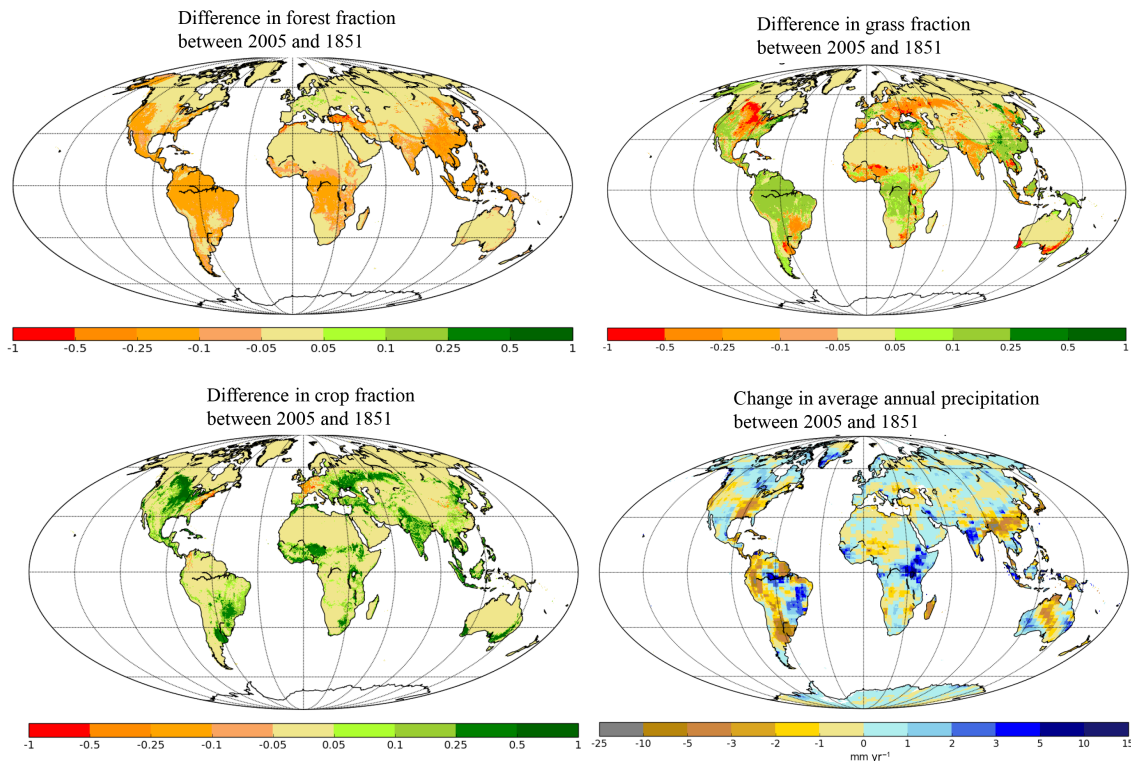 Difference in forest fraction
between 2005 and 1851
Difference in grass fraction
between 2005 and 1851
-1 -0.5 -0.25 -0.1 -0.05 0.05 0.1 0.25 0.5 1
-1 -0.5 -0.25 -0.1 -0.05 0.05 0.1 0.25 0.5 1
Difference in crop fraction
between 2005 and 1851
Change in average annual precipitation
between 2005 and 1851
-1 -0.5 -0.25 -0.1 -0.05 0.05 0.1 0.25 0.5 1
-25 -10 -5 -3 -2 -1 0 1 2 3 5 10 15
mm yr⁻¹